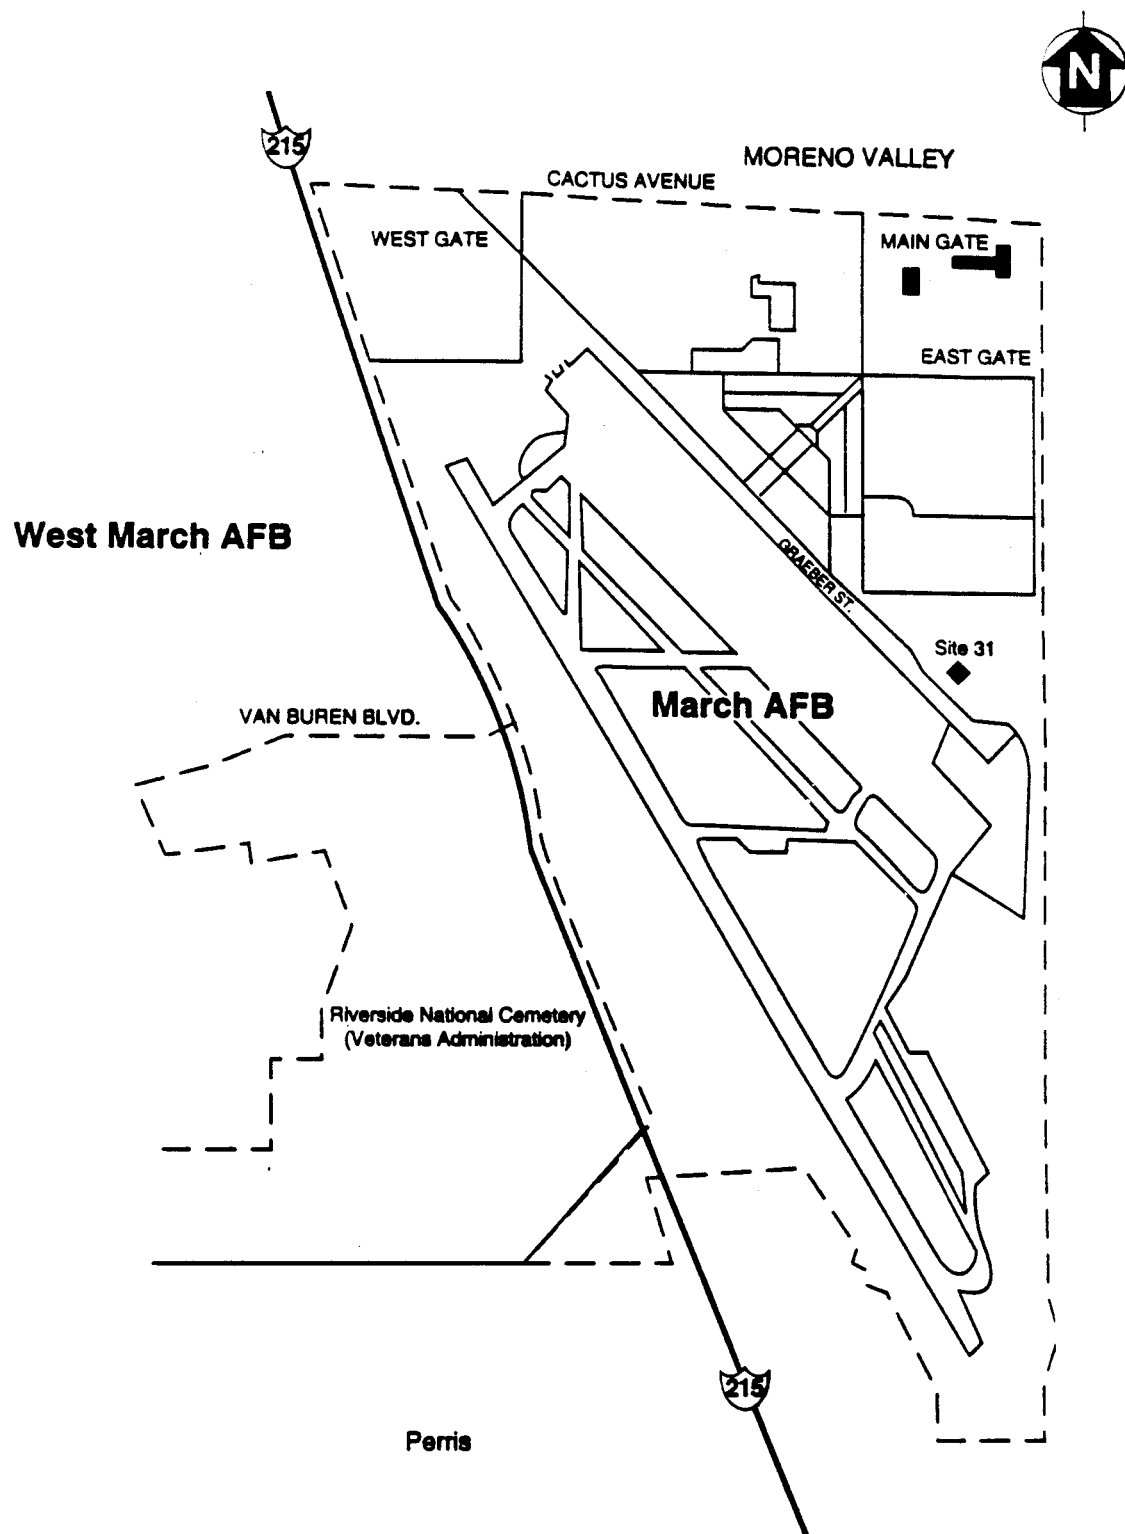 N
215
MORENO VALLEY
CACTUS AVENUE
WEST GATE
MAIN GATE
EAST GATE
West March AFB
GRAEBER ST.
Site 31
March AFB
VAN BUREN BLVD.
Riverside National Cemetery
(Veterans Administration)
215
Perris